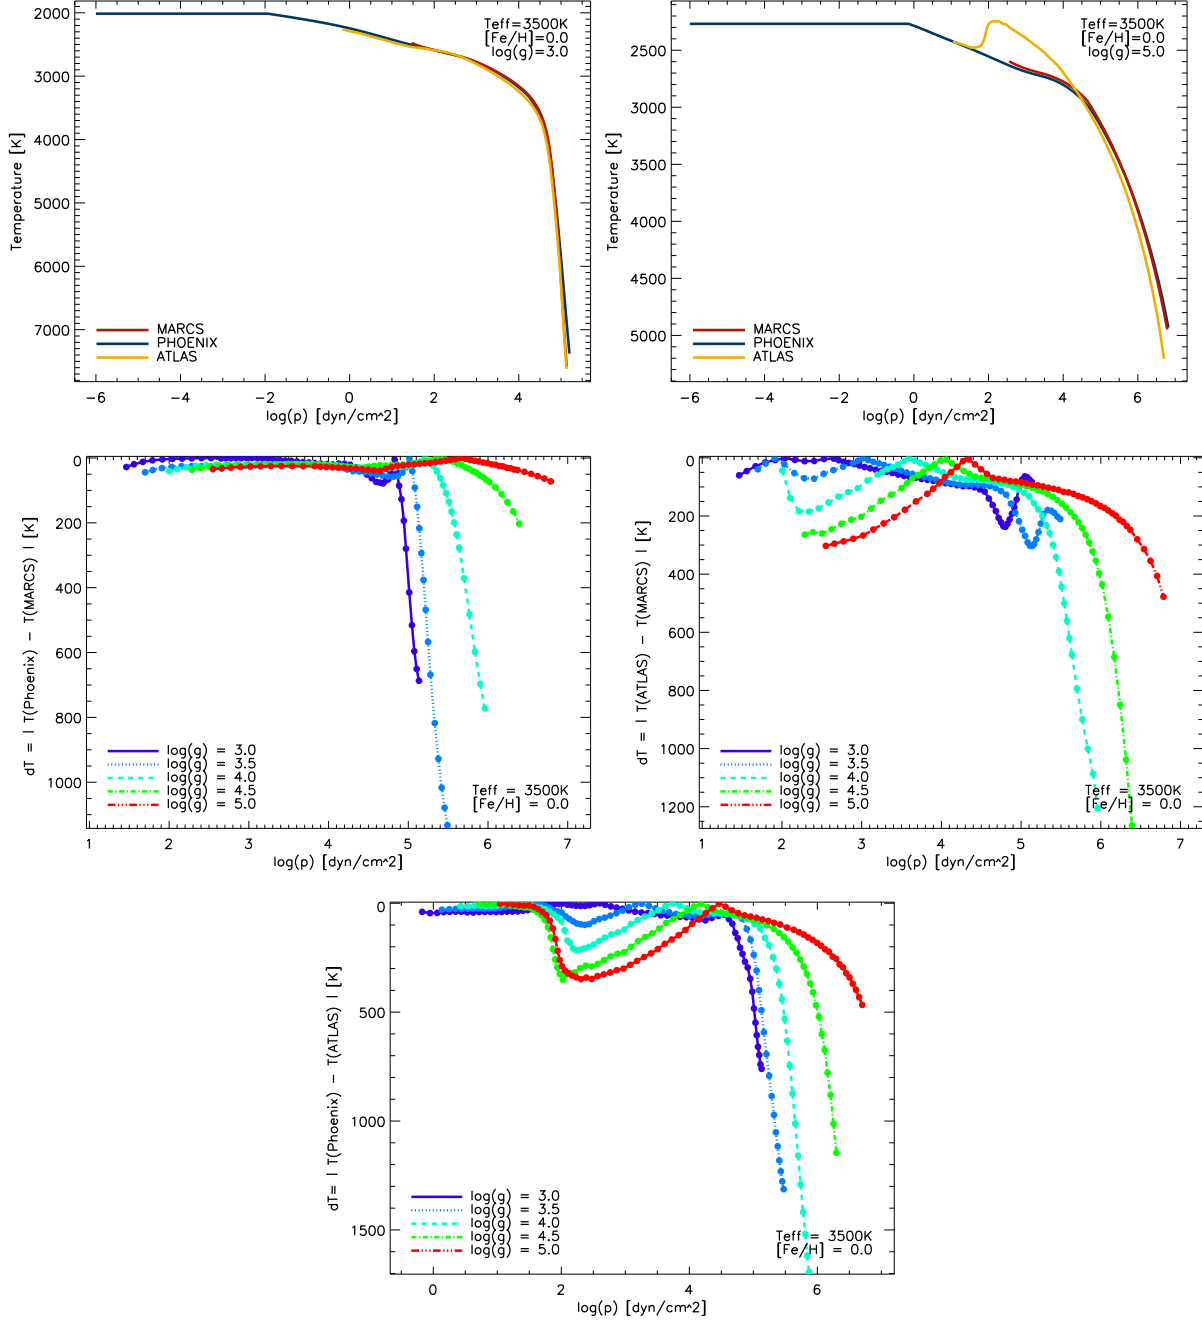 Teff=3500K
[Fe/H]=0.0
log(g)=3.0
2000
3000
4000
5000
6000
7000
Temperature [K]
MARCS
PHOENIX
ATLAS
-6 -4 -2 0 2 4
log(p) [dyn/cm^2]
Teff=3500K
[Fe/H]=0.0
log(g)=5.0
2500
3000
3500
4000
4500
5000
Temperature [K]
MARCS
PHOENIX
ATLAS
-6 -4 -2 0 2 4 6
log(p) [dyn/cm^2]
0
200
400
600
800
1000
dT = | T(Phoenix) - T(MARCS) | [K]
log(g) = 3.0
log(g) = 3.5
log(g) = 4.0
log(g) = 4.5
log(g) = 5.0
Teff = 3500K
[Fe/H] = 0.0
1 2 3 4 5 6 7
log(p) [dyn/cm^2]
0
200
400
600
800
1000
1200
dT = | T(ATLAS) - T(MARCS) | [K]
log(g) = 3.0
log(g) = 3.5
log(g) = 4.0
log(g) = 4.5
log(g) = 5.0
Teff = 3500K
[Fe/H] = 0.0
1 2 3 4 5 6 7
log(p) [dyn/cm^2]
0
500
1000
1500
dT= | T(Phoenix) - T(ATLAS) | [K]
log(g) = 3.0
log(g) = 3.5
log(g) = 4.0
log(g) = 4.5
log(g) = 5.0
Teff = 3500K
[Fe/H] = 0.0
0 2 4 6
log(p) [dyn/cm^2]